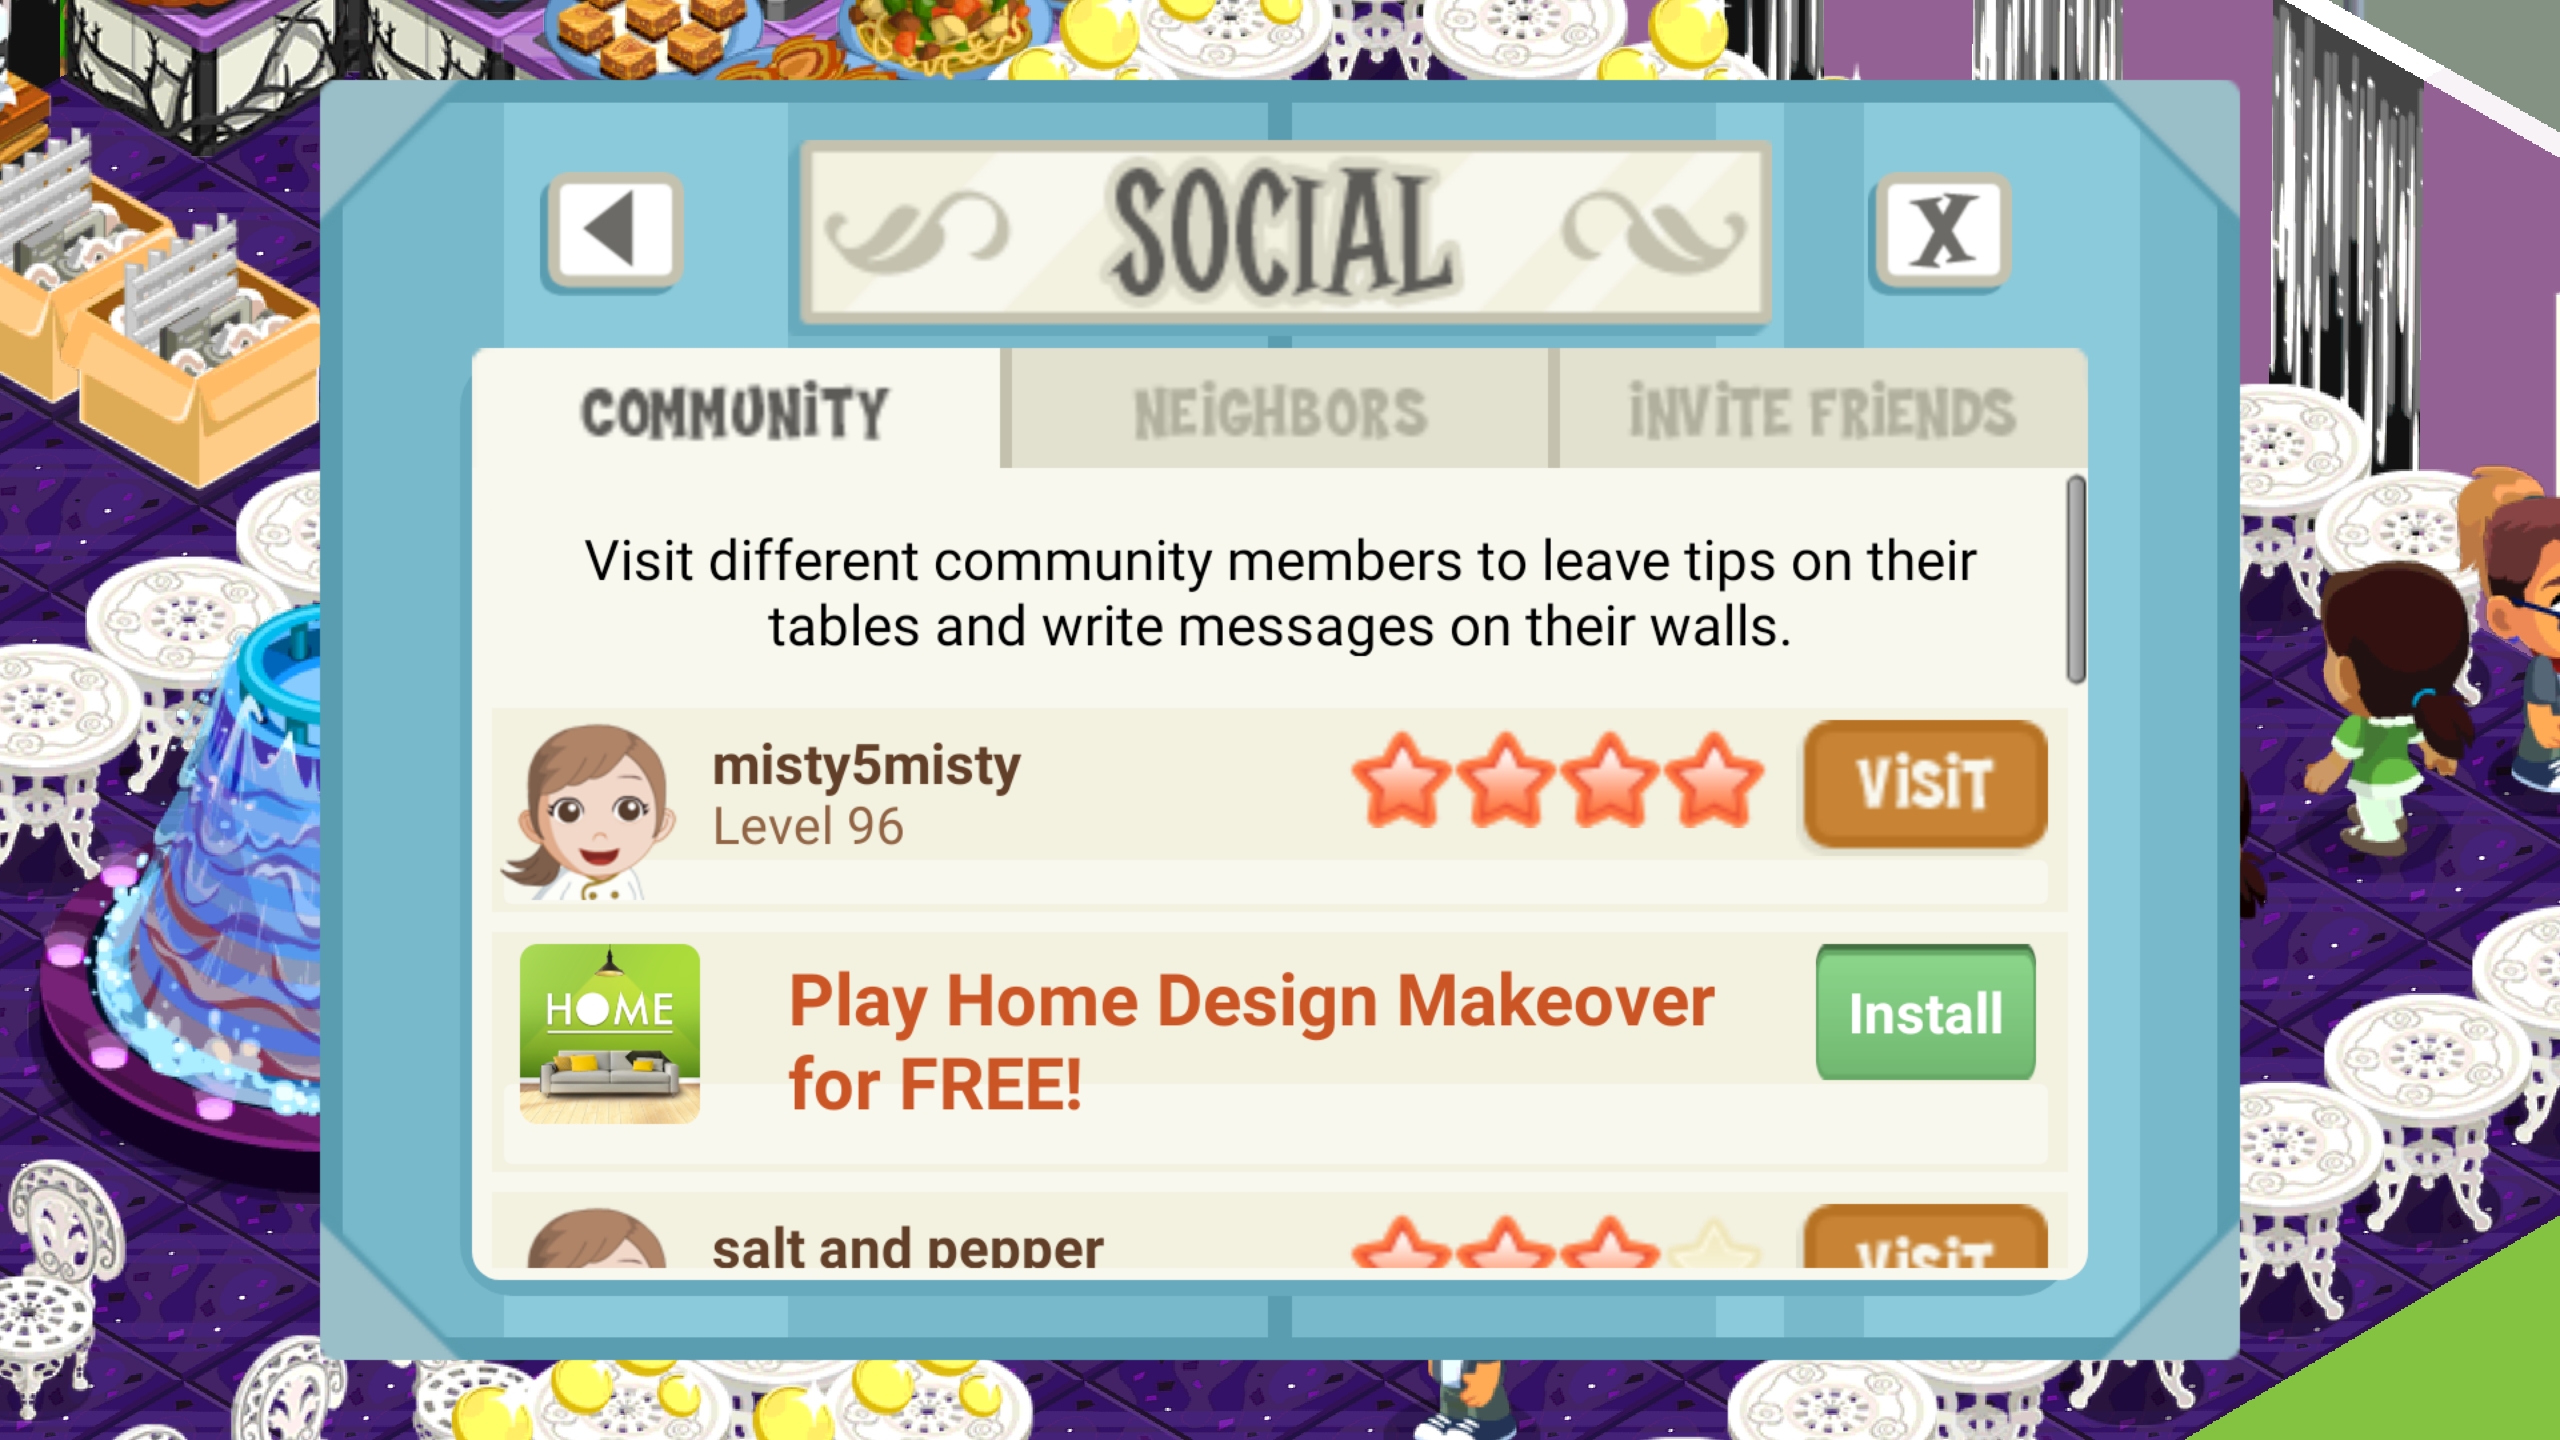 SOCIAL
X
COMMUNITY
NEIGHBORS
INVITE FRIENDS
Visit different community members to leave tips on their
tables and write messages on their walls.
misty5misty
Level 96
VISIT
HOME
Play Home Design Makeover
for FREE!
Install
salt and pepper
VISIT